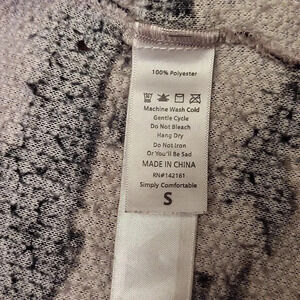 100% Polyester
Machine Wash Cold
Gentle Cycle
Do Not Bleach
Hang Dry
Do Not Iron
Or You'll Be Sad
MADE IN CHINA
RN#142161
Simply Comfortable
S